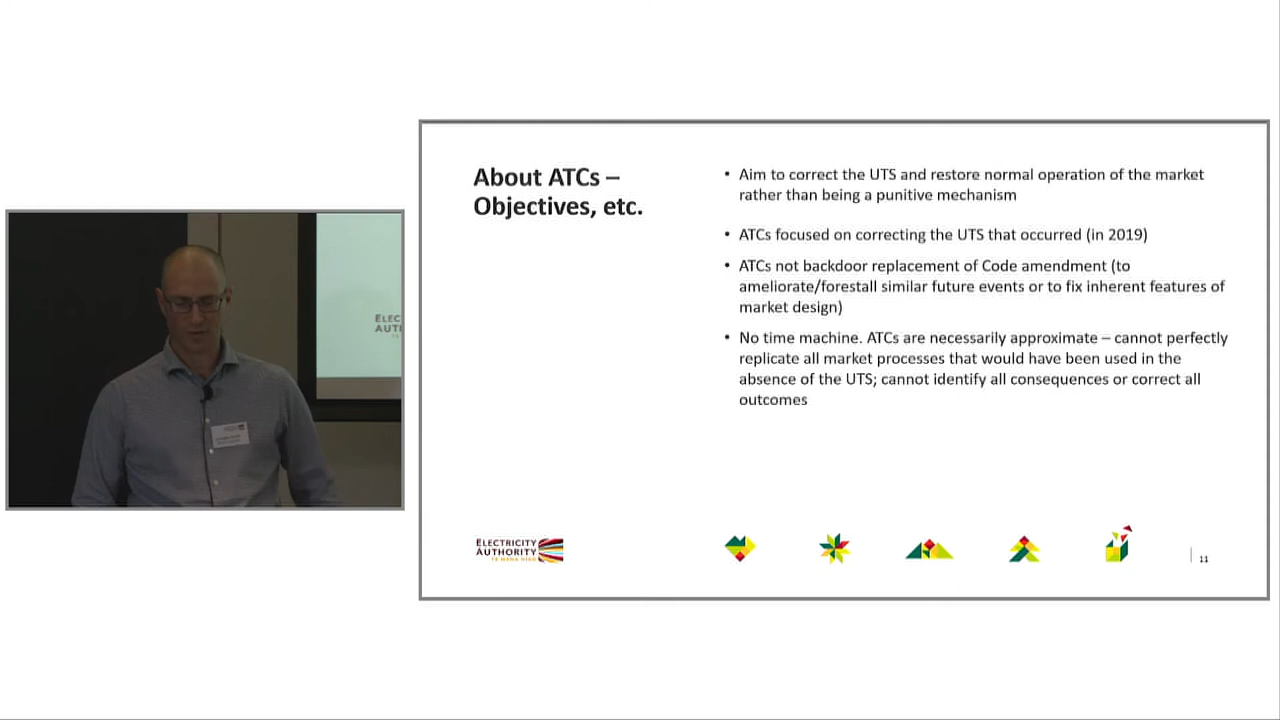 About ATCs –
Objectives, etc.
• Aim to correct the UTS and restore normal operation of the market
rather than being a punitive mechanism
• ATCs focused on correcting the UTS that occurred (in 2019)
• ATCs not backdoor replacement of Code amendment (to
ameliorate/forestall similar future events or to fix inherent features of
market design)
• No time machine. ATCs are necessarily approximate – cannot perfectly
replicate all market processes that would have been used in the
absence of the UTS; cannot identify all consequences or correct all
outcomes
ELECTRICITY
AUTHORITY
TE MANA HIKO
11
ELEC
AUT